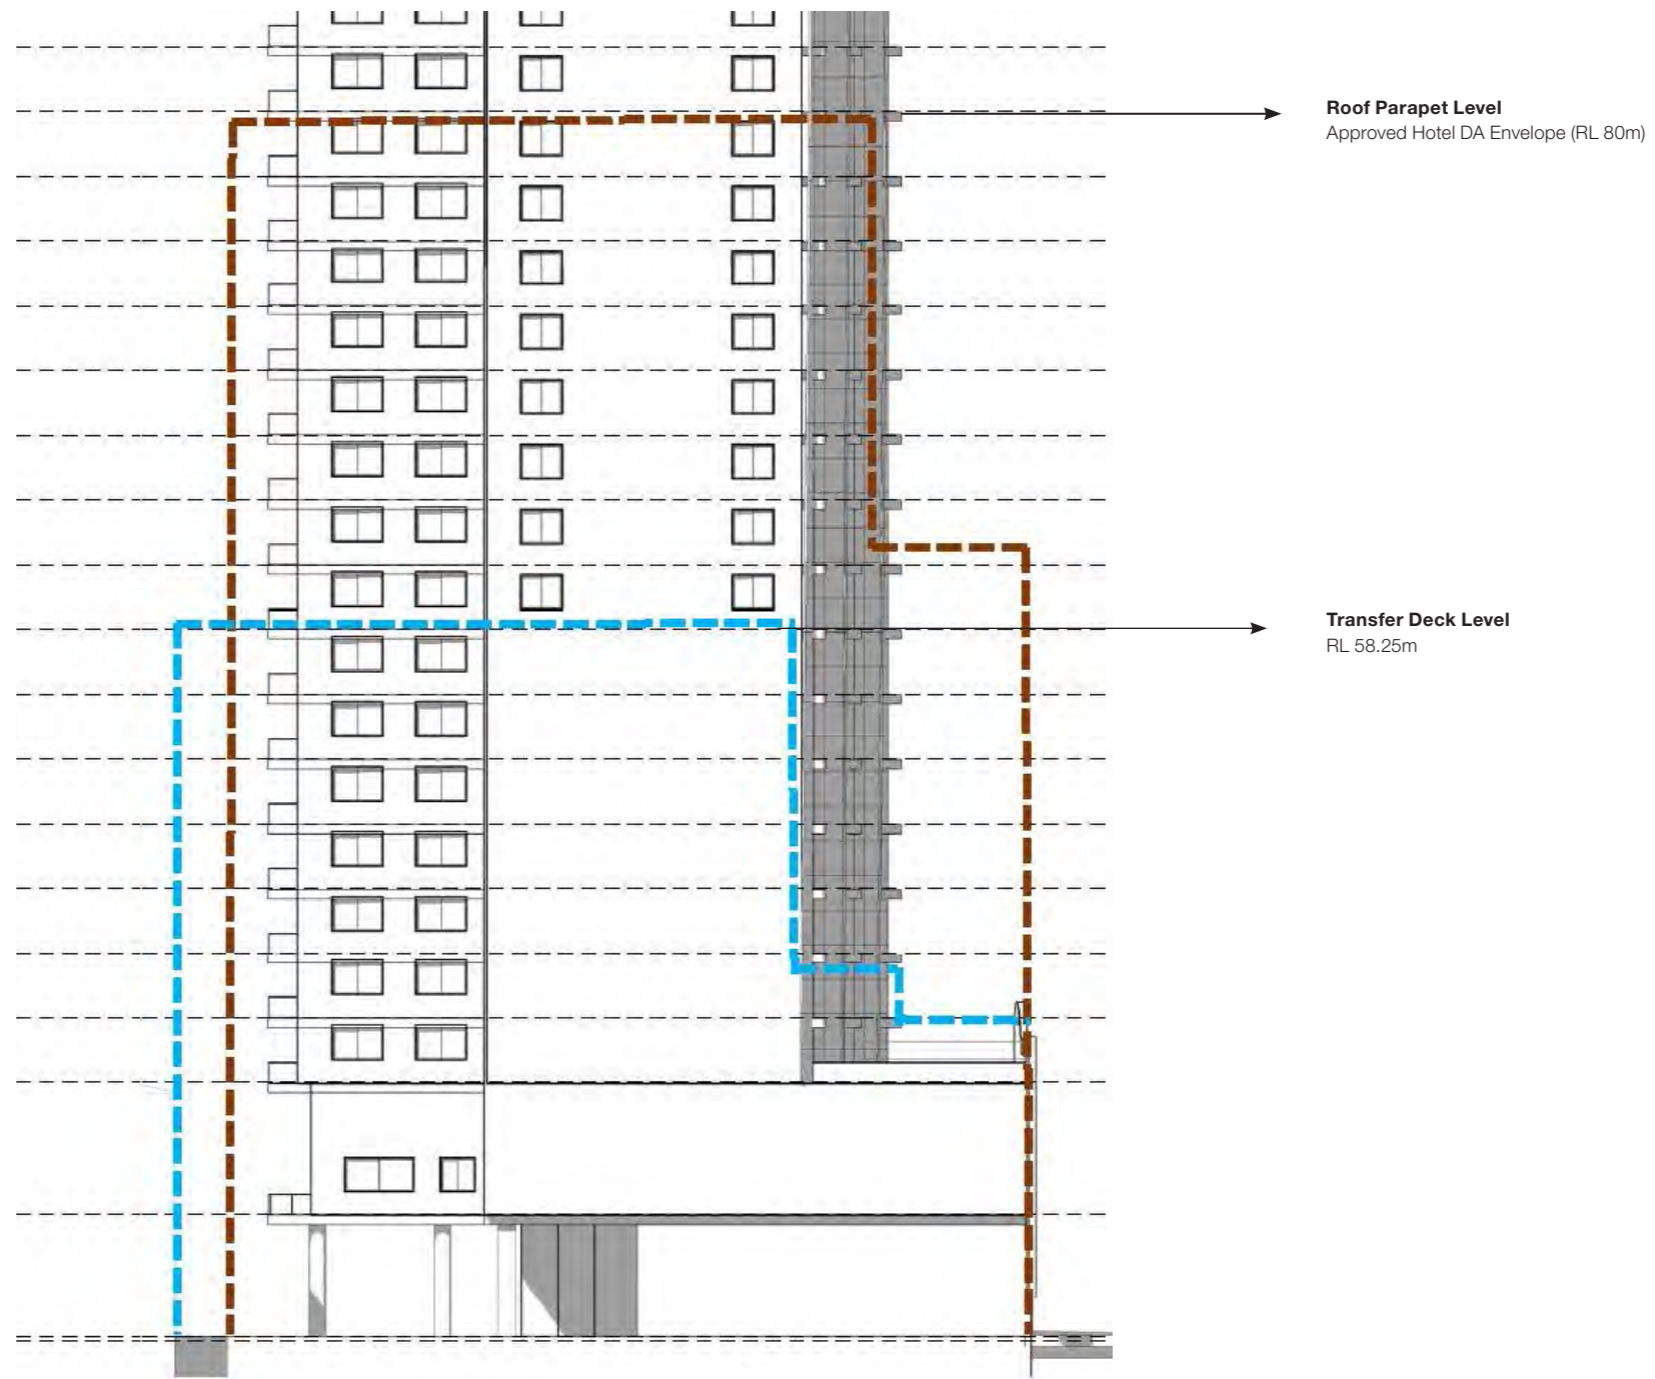 Roof Parapet Level
Approved Hotel DA Envelope (RL 80m)
Transfer Deck Level
RL 58.25m